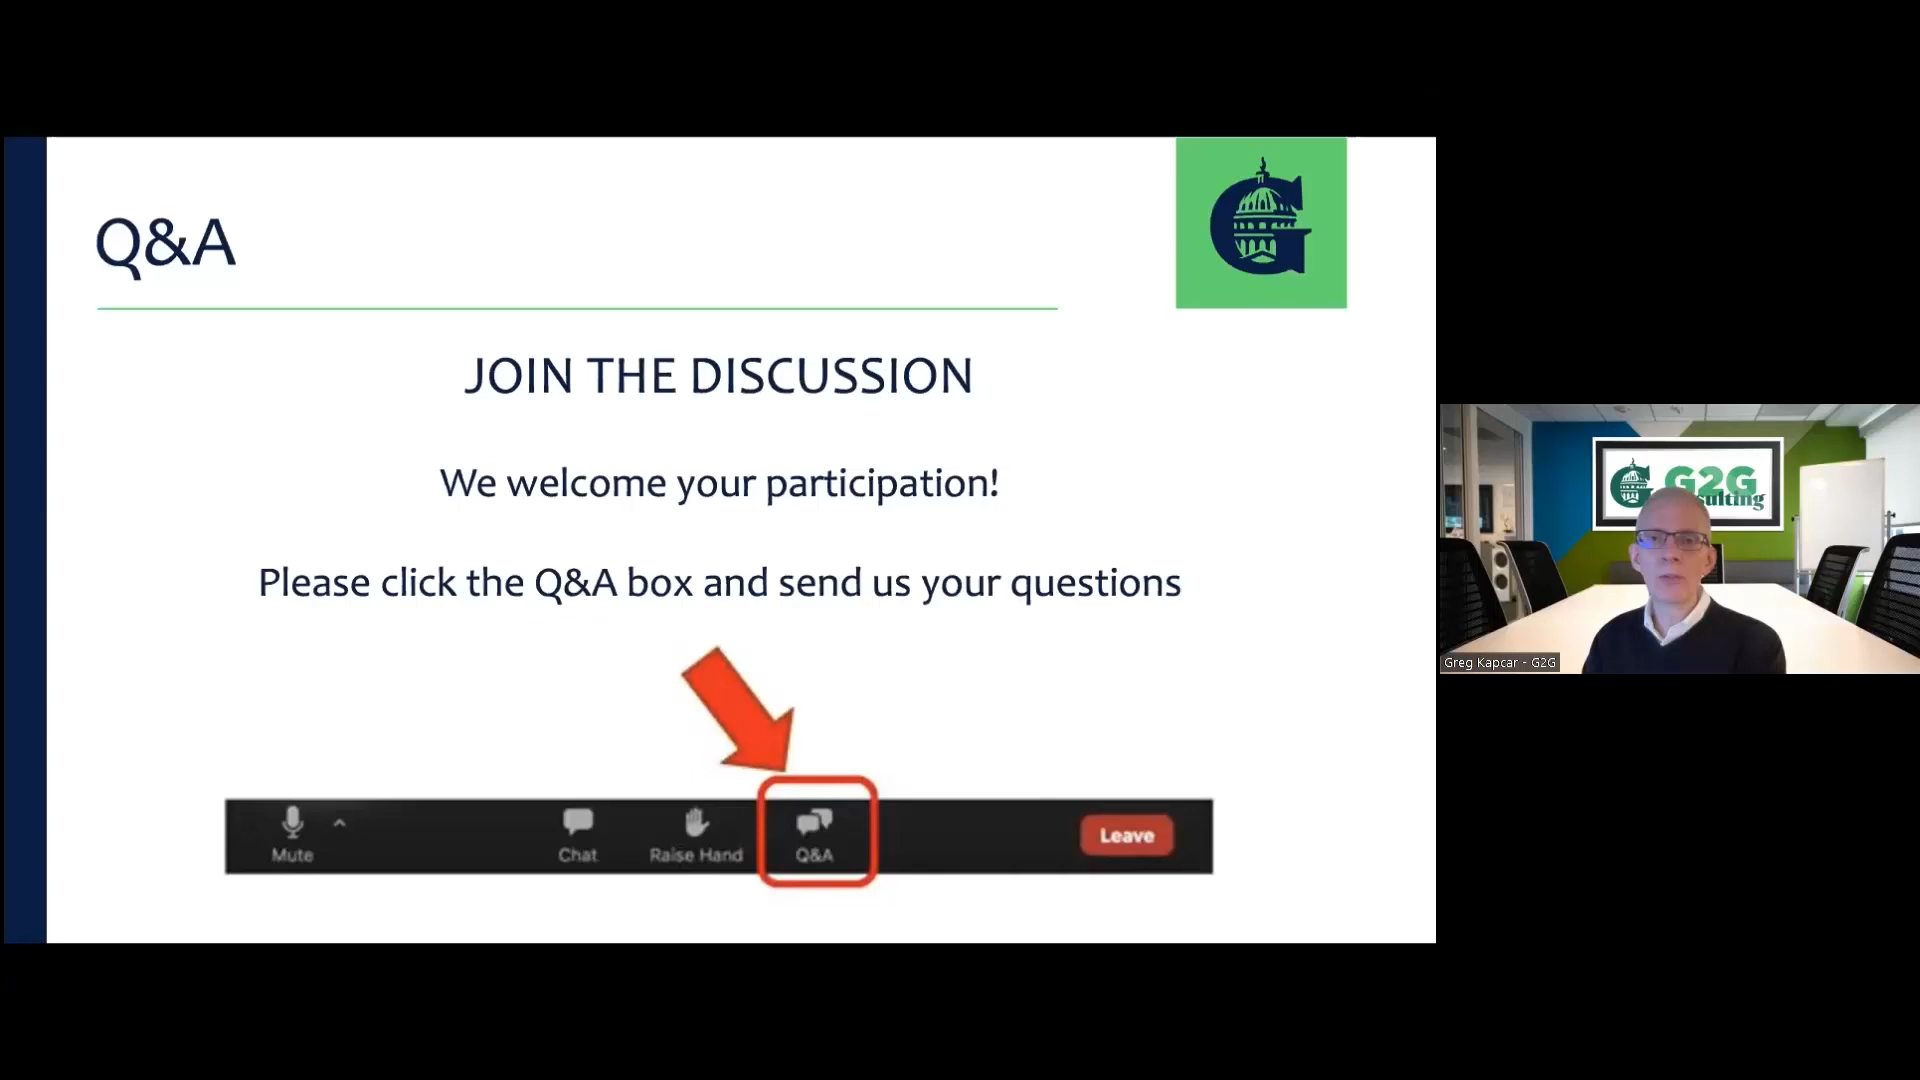 Q&A
JOIN THE DISCUSSION
We welcome your participation!
Please click the Q&A box and send us your questions
Mute
Chat
Raise Hand
Q&A
Leave
G2G
Greg Kapcar - G2G